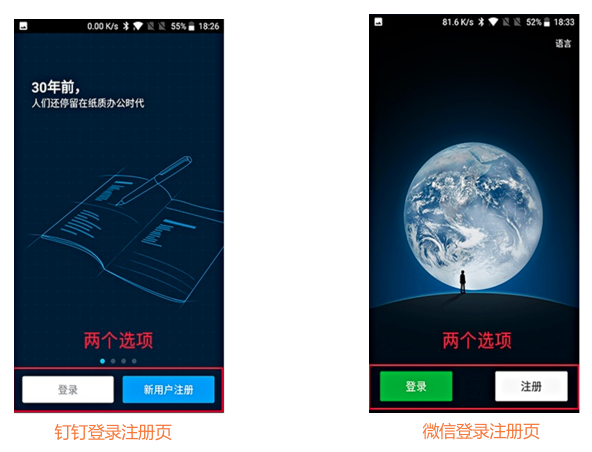 0.00 K/s 55% 18:26
30年前，
人们还停留在纸质办公时代
两个选项
登录 新用户注册
钉钉登录注册页
81.6 K/s 52% 18:33
语言
两个选项
登录 注册
微信登录注册页